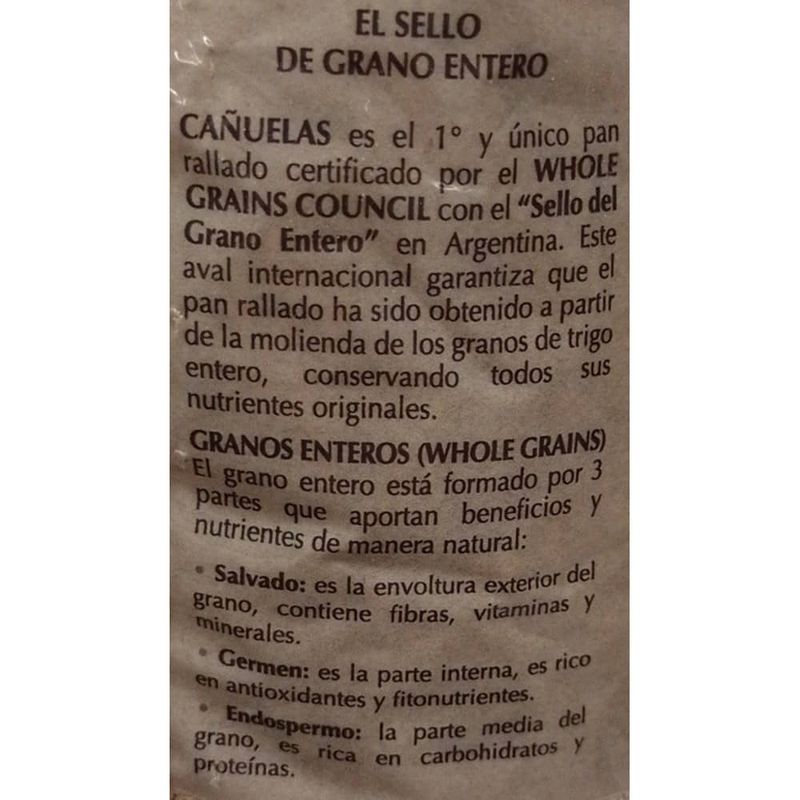 EL SELLO
DE GRANO ENTERO
CAÑUELAS es el 1° y único pan
rallado certificado por el WHOLE
GRAINS COUNCIL con el “Sello del
Grano Entero” en Argentina. Este
aval internacional garantiza que el
pan rallado ha sido obtenido a partir
de la molienda de los granos de trigo
entero, conservando todos sus
nutrientes originales.
GRANOS ENTEROS (WHOLE GRAINS)
El grano entero está formado por 3
partes que aportan beneficios y
nutrientes de manera natural:
• Salvado: es la envoltura exterior del
grano, contiene fibras, vitaminas y
minerales.
• Germen: es la parte interna, es rico
en antioxidantes y fitonutrientes.
• Endospermo: la parte media del
grano, es rica en carbohidratos y
proteínas.